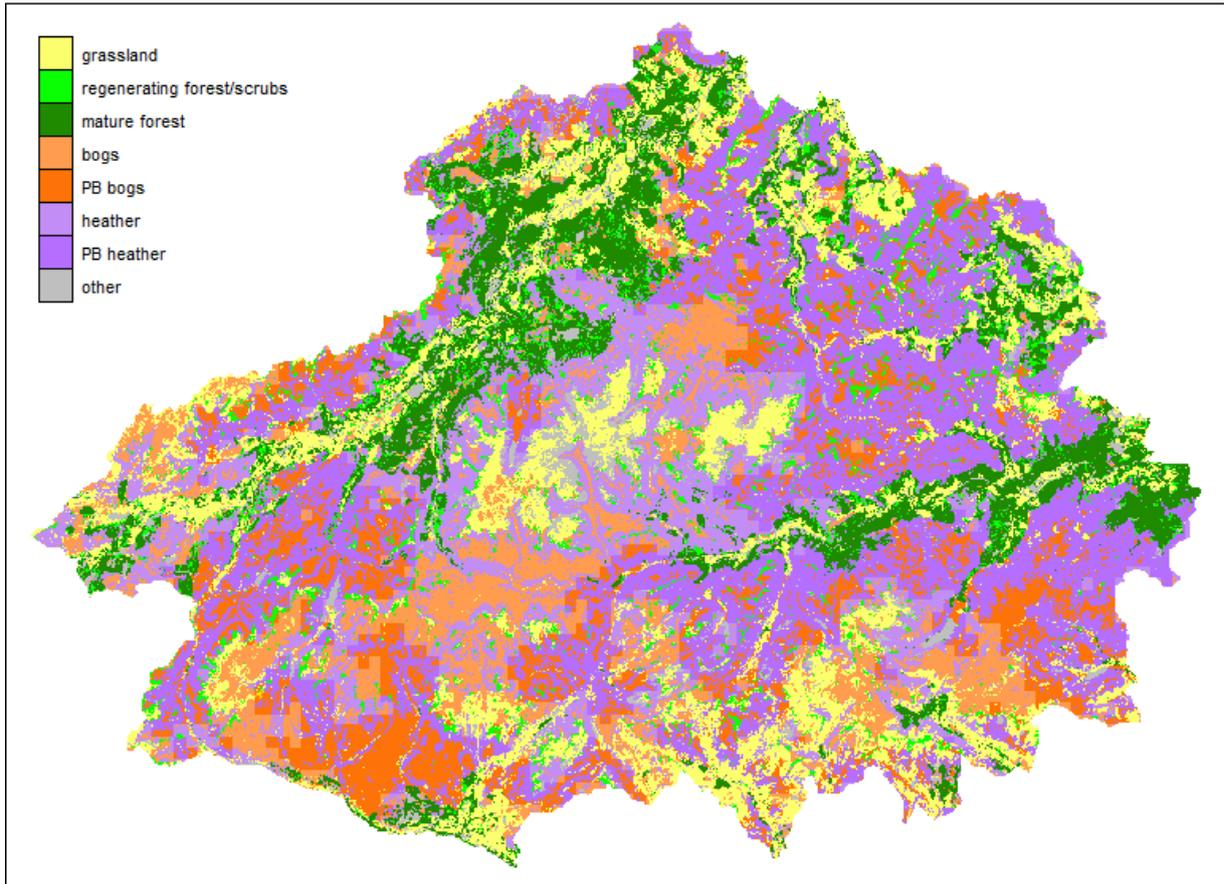 grassland
regenerating forest/scrubs
mature forest
bogs
PB bogs
heather
PB heather
other